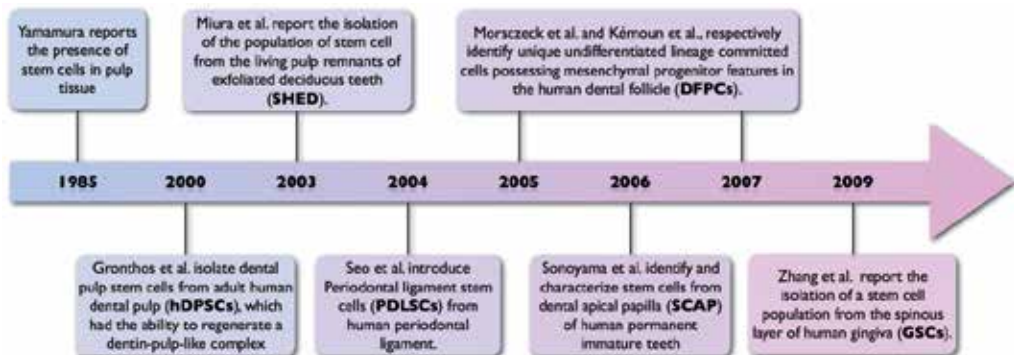 Yamamura reports
the presence of
stem cells in pulp
tissue
Miura et al. report the isolation
of the population of stem cell
from the living pulp remnants
of exfoliated deciduous teeth
(SHED).
Morsczeck et al. and Kémoun et al., respectively
identify unique undifferentiated lineage committed
cells possessing mesenchymal progenitor features in
the human dental follicle (DFPCs).
1985 2000 2003 2004 2005 2006 2007 2009
Gronthos et al. isolate dental
pulp stem cells from adult human
dental pulp (hDPSCs), which
had the ability to regenerate a
dentin-pulp-like complex
Seo et al. introduce
Periodontal ligament stem
cells (PDLSCs) from
human periodontal
ligament.
Sonoyama et al. identify and
characterize stem cells from
dental apical papilla (SCAP)
of human permanent
immature teeth
Zhang et al. report the
isolation of a stem cell
population from the spinous
layer of human gingiva (GSCs).